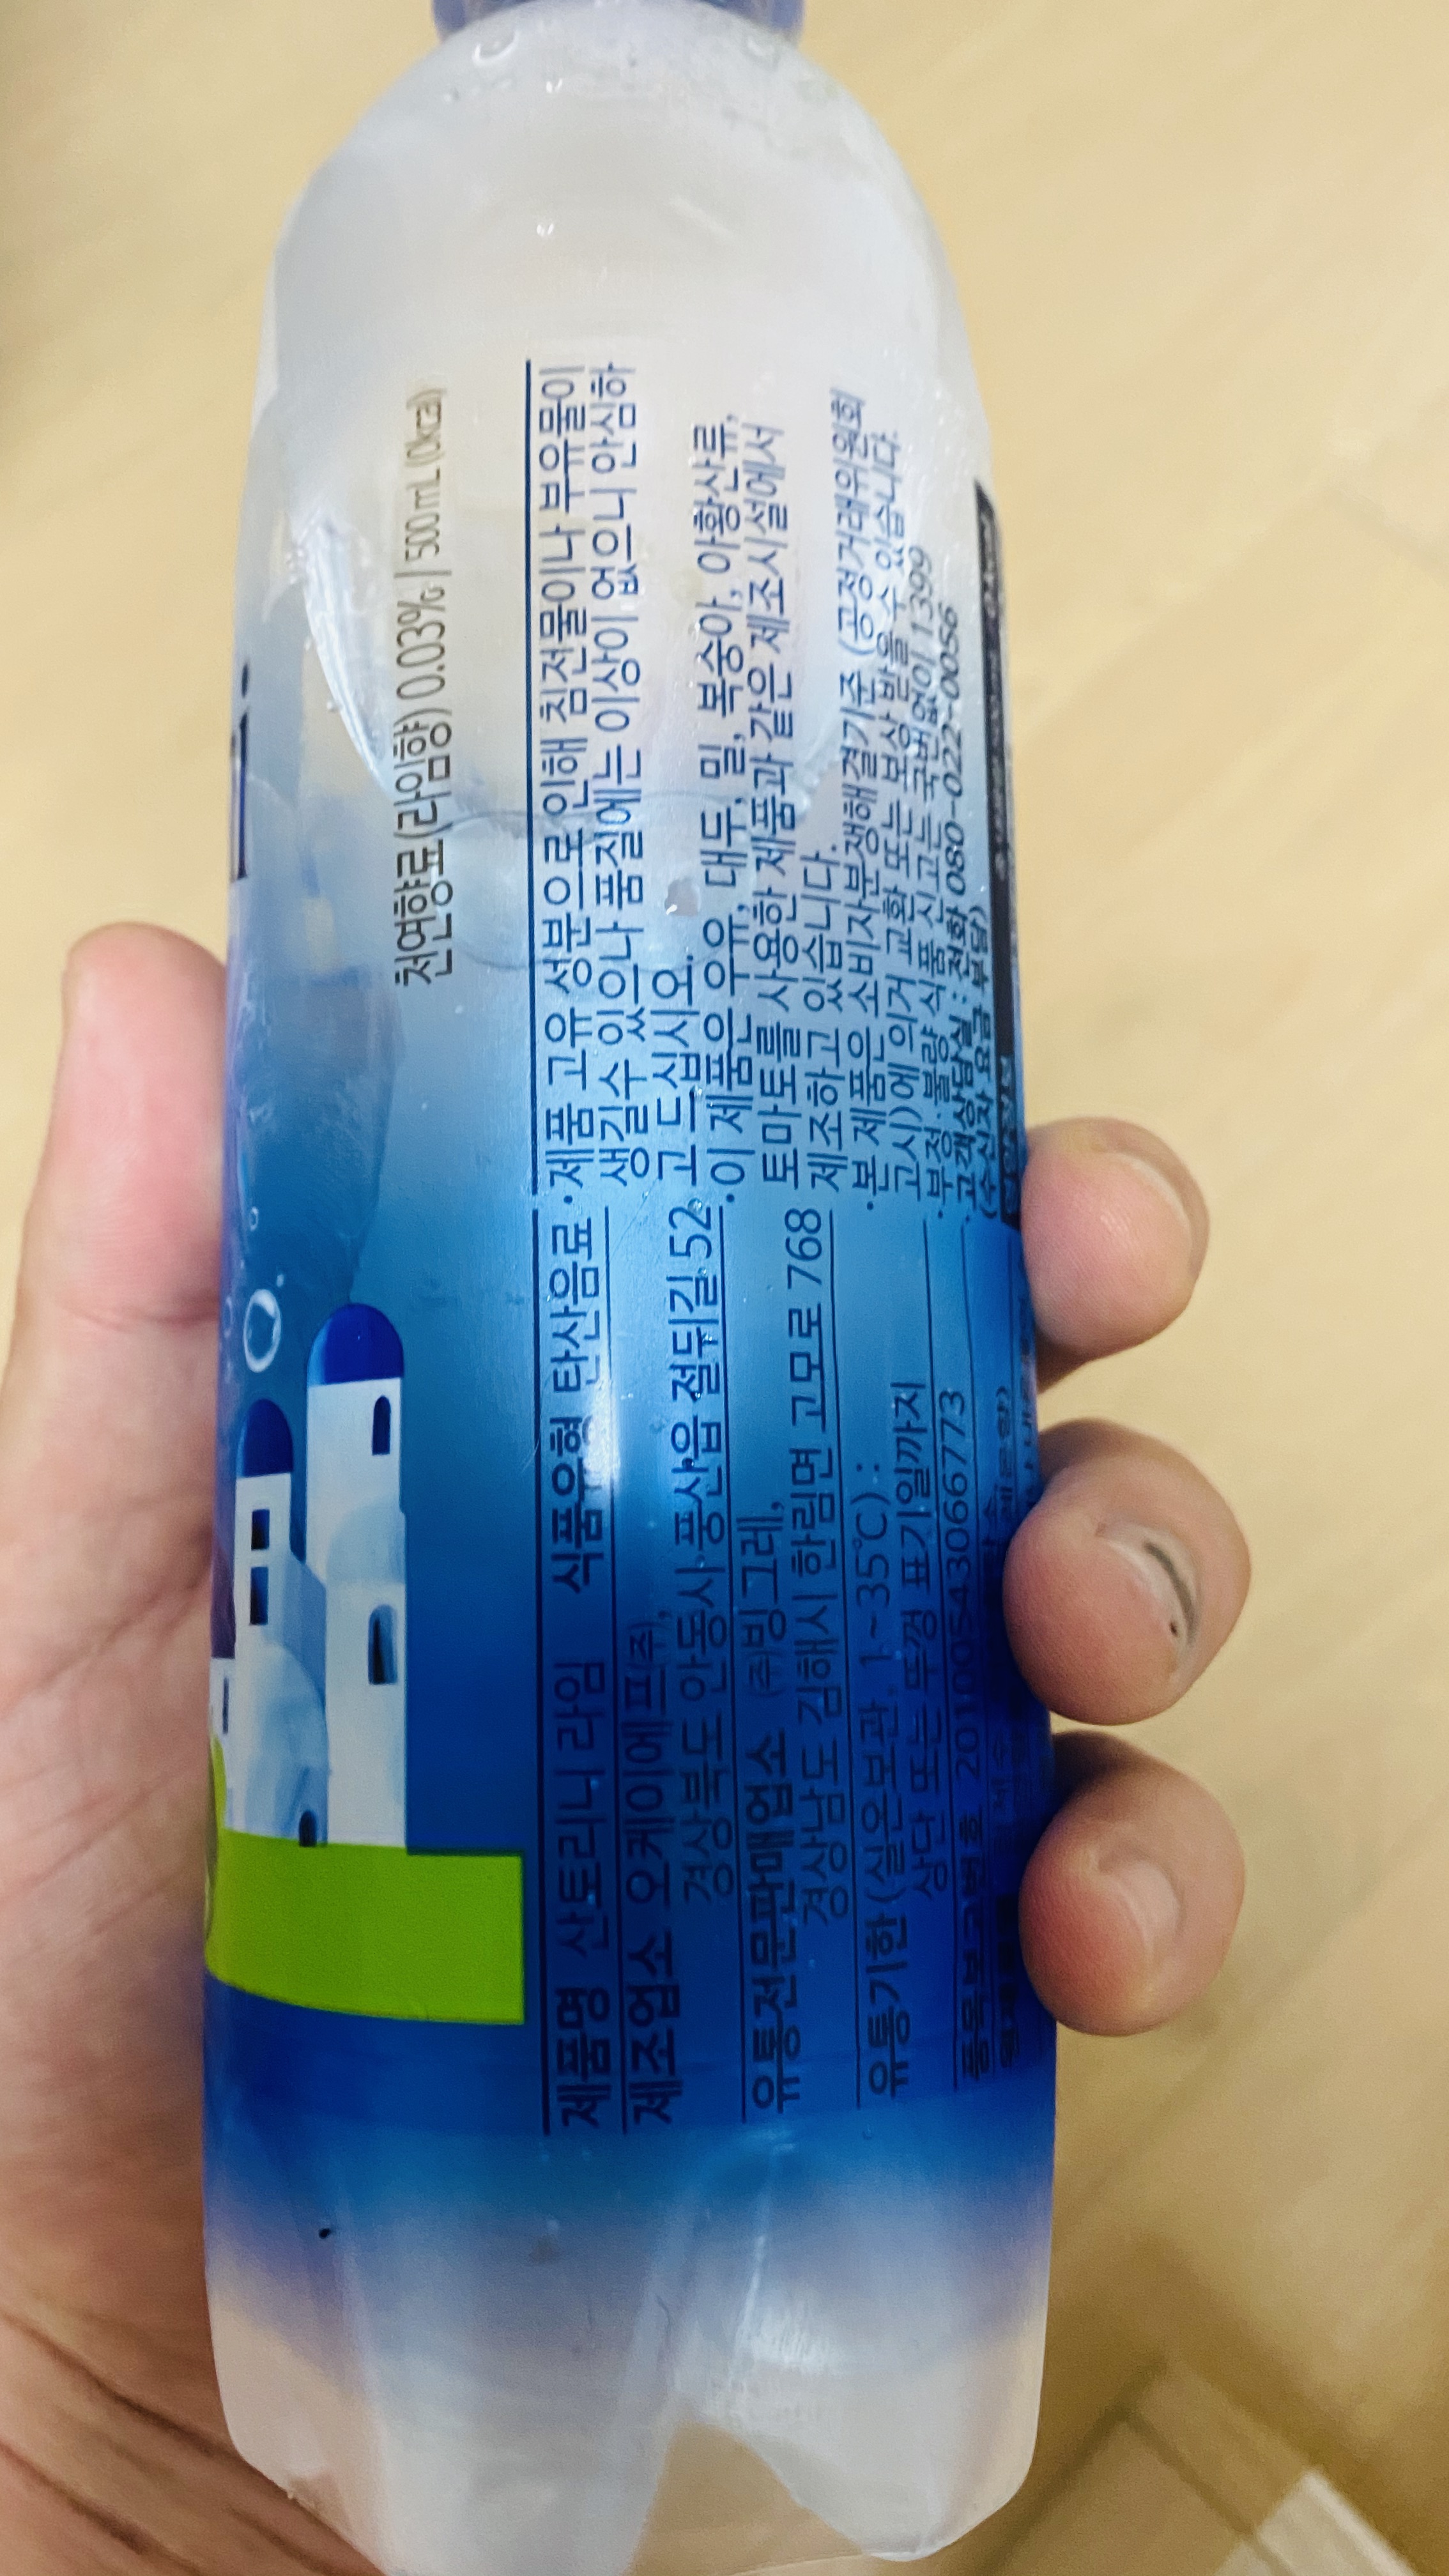 천연향료(라임향) 0.03% | 500 mL (0kcal)
제품명 산토리니 라임 식품유형 탄산음료
제조업소 오케이에프(주),
경상북도 안동시 풍산읍 절뒤길 52
유통전문판매업소 (주)빙그레,
경상남도 김해시 한림면 고모로 768
유통기한(실온보관, 1~35℃) :
상단 또는 뚜껑 표기일까지
품목보고번호 20100543066773
·제품 고유 성분으로 인해 침전물이나 부유물이
생길수 있으나 품질에는 이상이 없으니 안심하
고 드십시오.
·이 제품은 우유, 대두, 밀, 복숭아, 아황산류,
토마토를 사용한 제품과 같은 제조시설에서
제조하고 있습니다.
·본 제품은 소비자분쟁해결기준 (공정거래위원회
고시)에 의거 교환 또는 보상 받을 수 있습니다.
·부정·불량 식품 신고는 국번없이 1399
·고객상담실 : 전화 080-022-0056
(수신자 요금 부담)